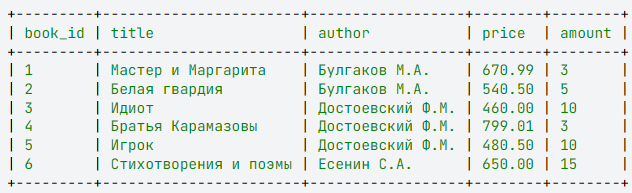 +---------+-----------------------+------------------+--------+--------+
| book_id | title | author | price | amount |
+---------+-----------------------+------------------+--------+--------+
| 1 | Мастер и Маргарита | Булгаков М.А. | 670.99 | 3 |
| 2 | Белая гвардия | Булгаков М.А. | 540.50 | 5 |
| 3 | Идиот | Достоевский Ф.М. | 460.00 | 10 |
| 4 | Братья Карамазовы | Достоевский Ф.М. | 799.01 | 3 |
| 5 | Игрок | Достоевский Ф.М. | 480.50 | 10 |
| 6 | Стихотворения и поэмы | Есенин С.А. | 650.00 | 15 |
+---------+-----------------------+------------------+--------+--------+